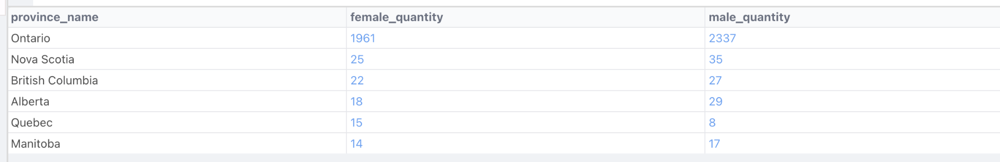 province_name female_quantity male_quantity
Ontario 1961 2337
Nova Scotia 25 35
British Columbia 22 27
Alberta 18 29
Quebec 15 8
Manitoba 14 17